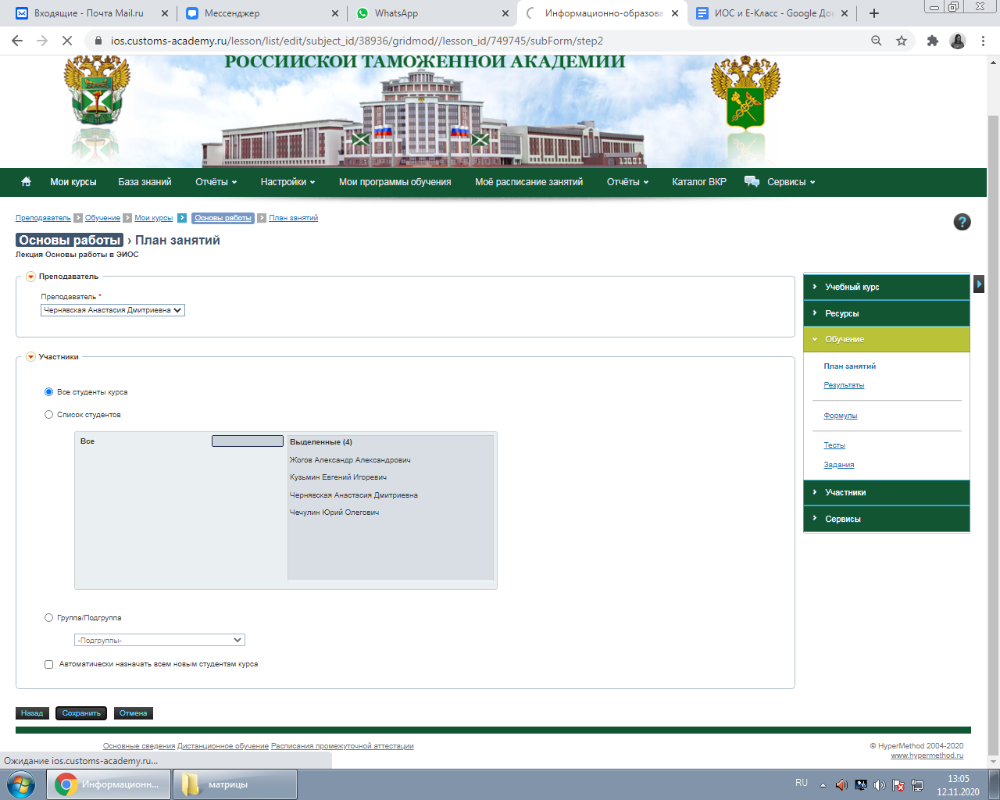 Входящие - Почта Mail.ru
Мессенджер
WhatsApp
Информационно-образова
ИОС и Е-Класс - Google До
ios.customs-academy.ru/lesson/list/edit/subject_id/38936/gridmod//lesson_id/749745/subForm/step2
РОССИЙСКОЙ ТАМОЖЕННОЙ АКАДЕМИИ
Мои курсы База знаний Отчёты Настройки Мои программы обучения Моё расписание занятий Отчёты Каталог ВКР Сервисы
Преподаватель Обучение Мои курсы Основы работы План занятий
Основы работы › План занятий
Лекция Основы работы в ЭИОС
Преподаватель
Преподаватель *
Чернявская Анастасия Дмитриевна
Участники
Все студенты курса
Список студентов
Все
Выделенные (4)
Жогов Александр Александрович
Кузьмин Евгений Игоревич
Чернявская Анастасия Дмитриевна
Чечулин Юрий Олегович
Группа/Подгруппа
-Подгруппы-
Автоматически назначать всем новым студентам курса
Назад Сохранить Отмена
Учебный курс
Ресурсы
Обучение
План занятий
Результаты
Формулы
Тесты
Задания
Участники
Сервисы
Основные сведения Дистанционное обучение Расписания промежуточной аттестации
© HyperMethod 2004-2020
www.hypermethod.ru
Ожидание ios.customs-academy.ru...
Информационн...
матрицы
RU
13:05
12.11.2020